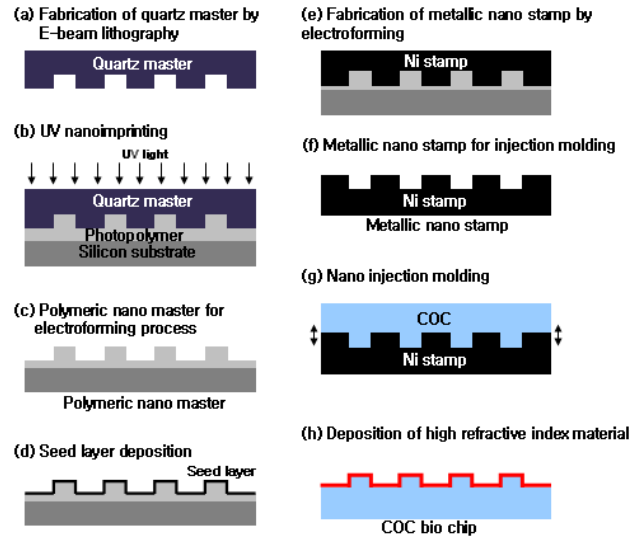 (a) Fabrication of quartz master by
E-beam lithography
Quartz master
(b) UV nanoimprinting
UV light
Quartz master
Photopolymer
Silicon substrate
(c) Polymeric nano master for
electroforming process
Polymeric nano master
(d) Seed layer deposition
Seed layer
(e) Fabrication of metallic nano stamp by
electroforming
Ni stamp
(f) Metallic nano stamp for injection molding
Ni stamp
Metallic nano stamp
(g) Nano injection molding
COC
Ni stamp
(h) Deposition of high refractive index material
COC bio chip